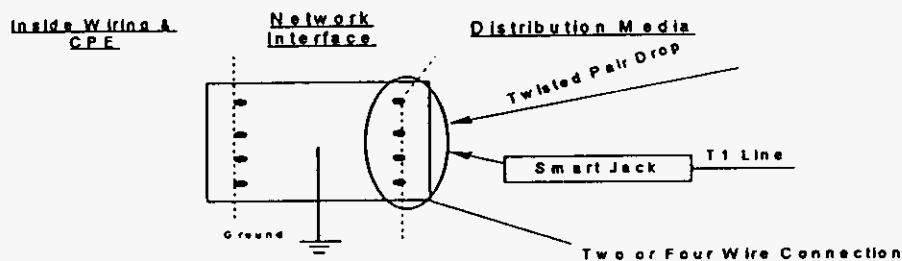 Inside Wiring &
CPE
Network
Interface
Distribution Media
Twisted Pair Drop
Smart Jack
T1 Line
Ground
Two or Four Wire Connection